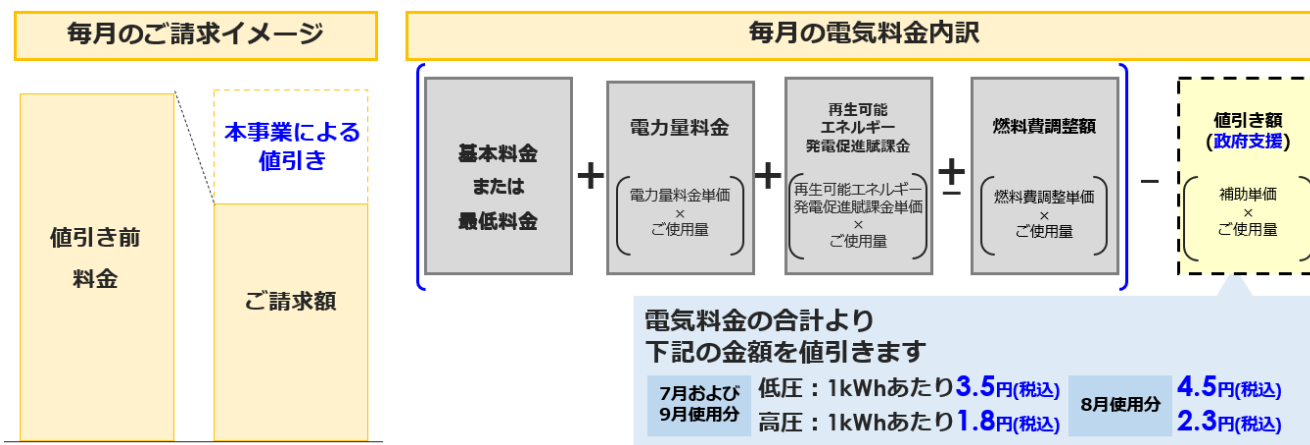 毎月のご請求イメージ
値引き前
料金
本事業による
値引き
ご請求額
毎月の電気料金内訳
基本料金
または
最低料金
+
電力量料金
電力量料金単価
×
ご使用量
+
再生可能
エネルギー
発電促進賦課金
再生可能エネルギー
発電促進賦課金単価
×
ご使用量
±
燃料費調整額
燃料費調整単価
×
ご使用量
−
値引き額
(政府支援)
補助単価
×
ご使用量
電気料金の合計より
下記の金額を値引きます
7月および
9月使用分
低圧：1kWhあたり3.5円(税込)
高圧：1kWhあたり1.8円(税込)
8月使用分
4.5円(税込)
2.3円(税込)